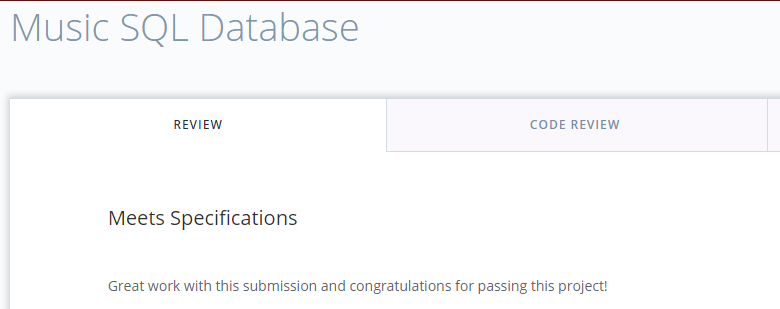 Music SQL Database
REVIEW
CODE REVIEW
Meets Specifications
Great work with this submission and congratulations for passing this project!